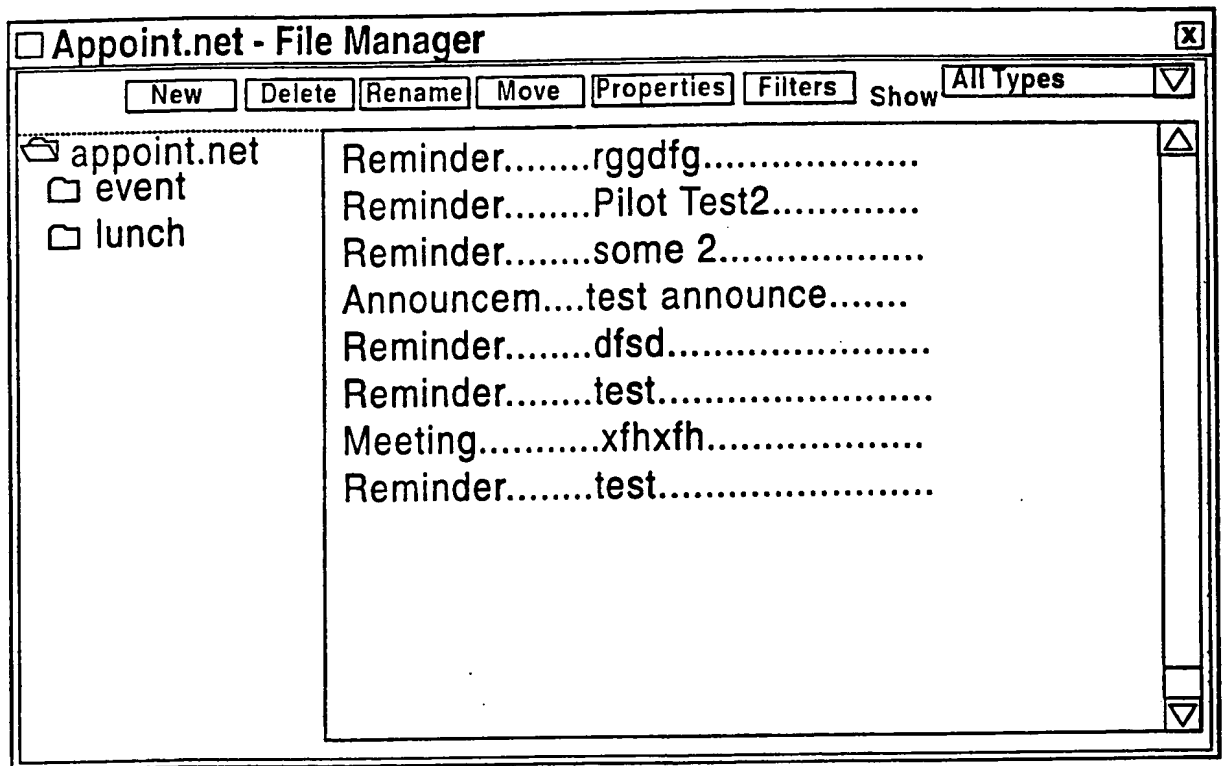 Appoint.net - File Manager X
New Delete Rename Move Properties Filters Show All Types
appoint.net
event
lunch
Reminder........rggdfg...................
Reminder........Pilot Test2.............
Reminder........some 2..................
Announcem....test announce.......
Reminder........dfsd.......................
Reminder........test........................
Meeting...........xfhxfh...................
Reminder........test........................